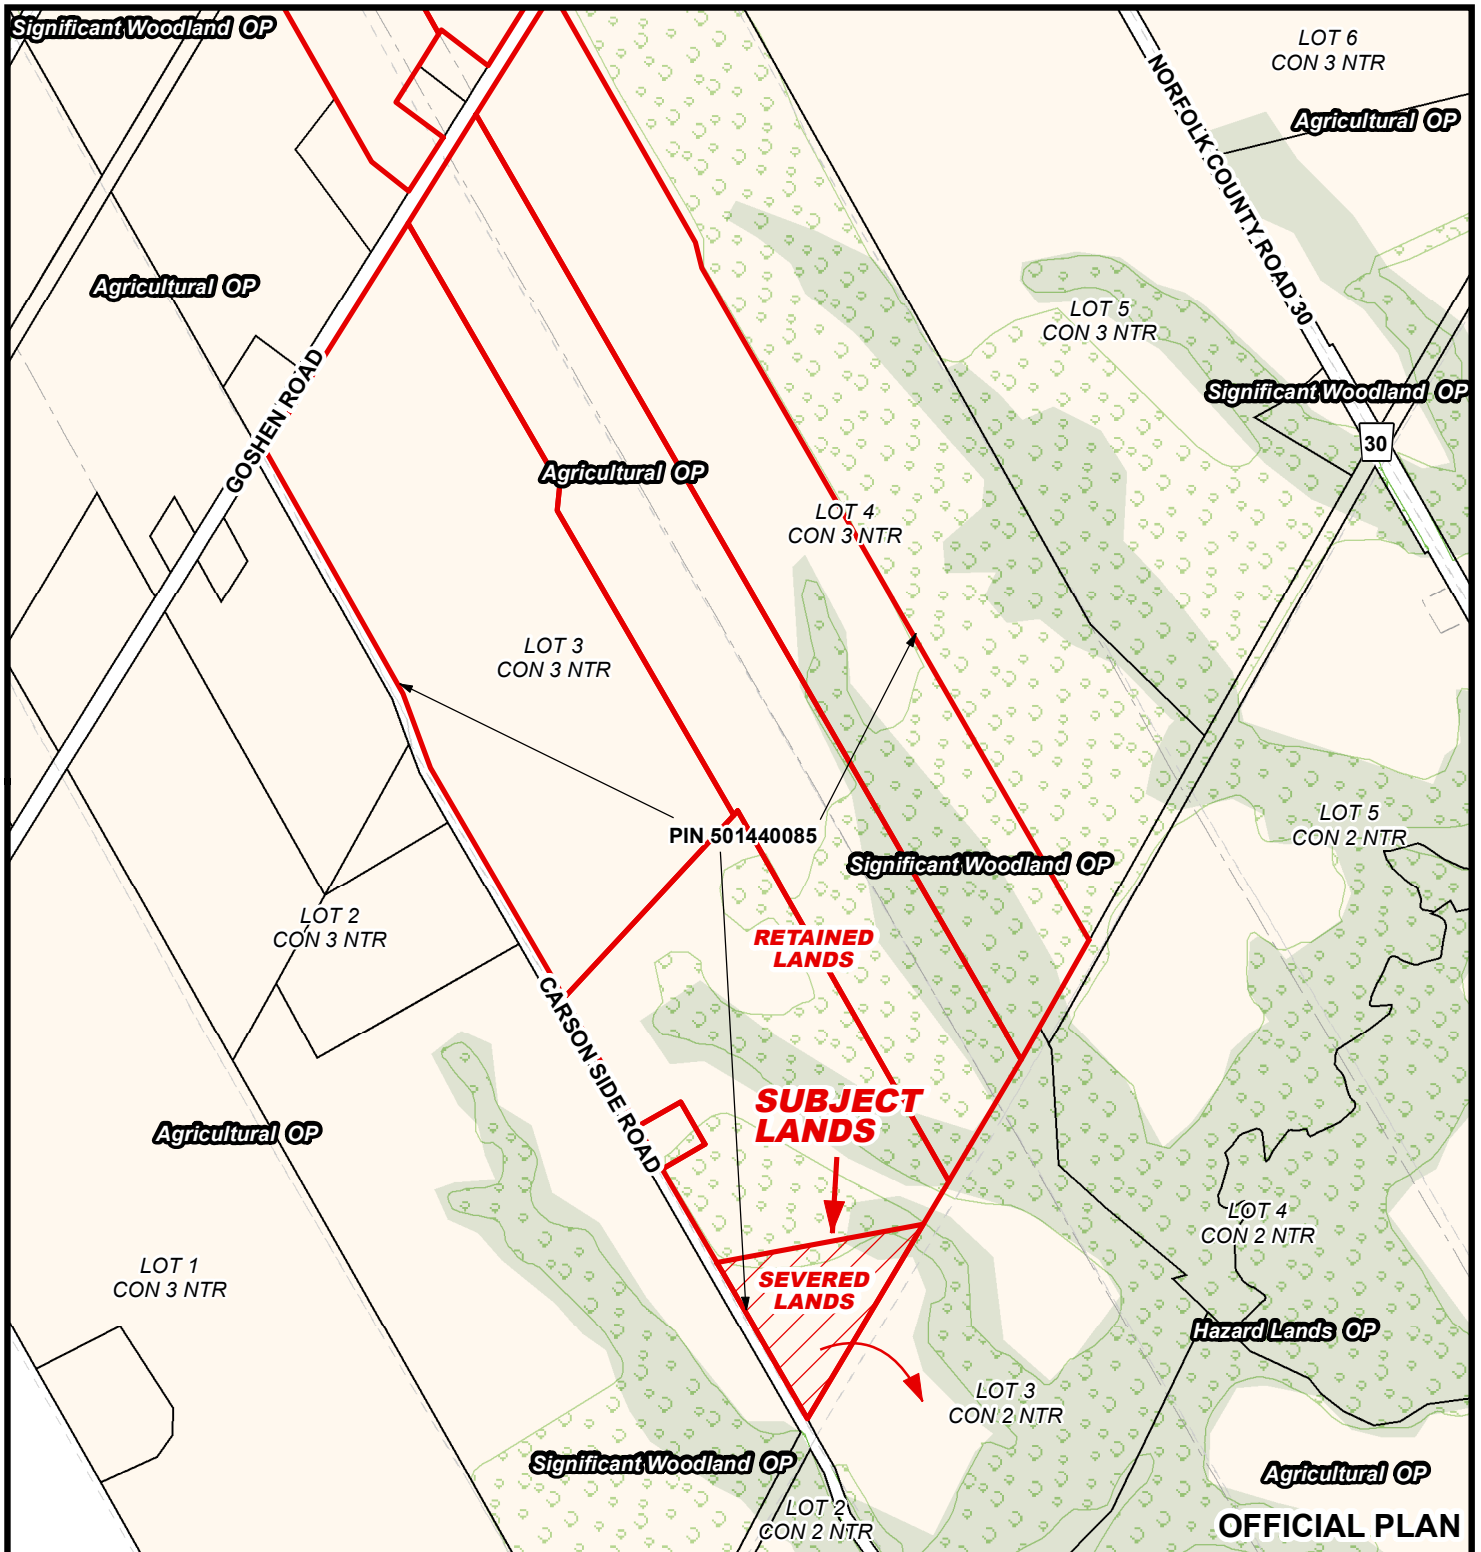 Significant Woodland OP
LOT 6
CON 3 NTR
Agricultural OP
NORFOLK COUNTY ROAD 30
Agricultural OP
LOT 5
CON 3 NTR
GOSHEN ROAD
Significant Woodland OP
30
Agricultural OP
LOT 4
CON 3 NTR
LOT 3
CON 3 NTR
PIN 501440085
LOT 5
CON 2 NTR
Significant Woodland OP
LOT 2
CON 3 NTR
RETAINED
LANDS
CARSON SIDE ROAD
SUBJECT
LANDS
Agricultural OP
LOT 4
CON 2 NTR
LOT 1
CON 3 NTR
SEVERED
LANDS
Hazard Lands OP
LOT 3
CON 2 NTR
Significant Woodland OP
Agricultural OP
LOT 2
CON 2 NTR
OFFICIAL PLAN